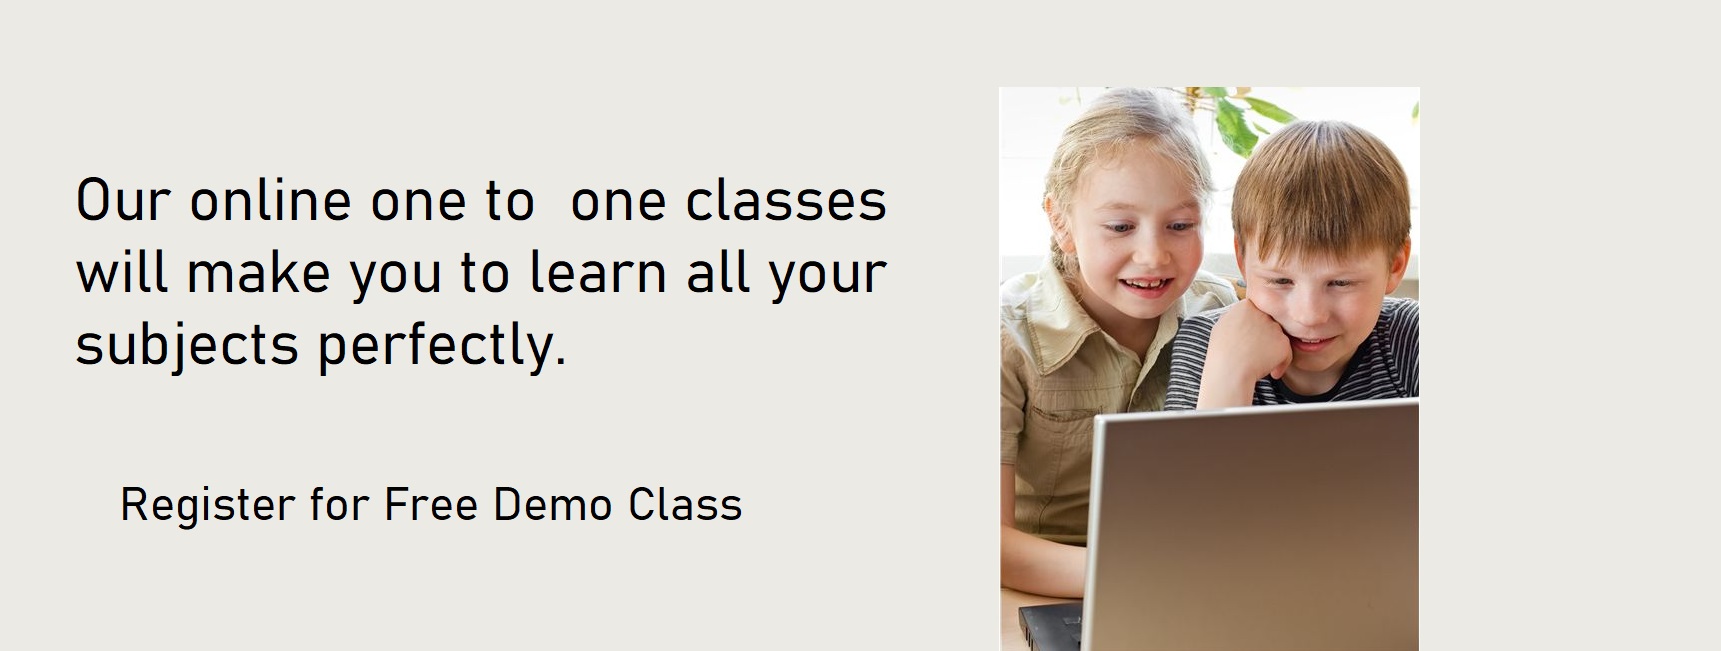 Our online one to  one classes
will make you to learn all your
subjects perfectly.
Register for Free Demo Class